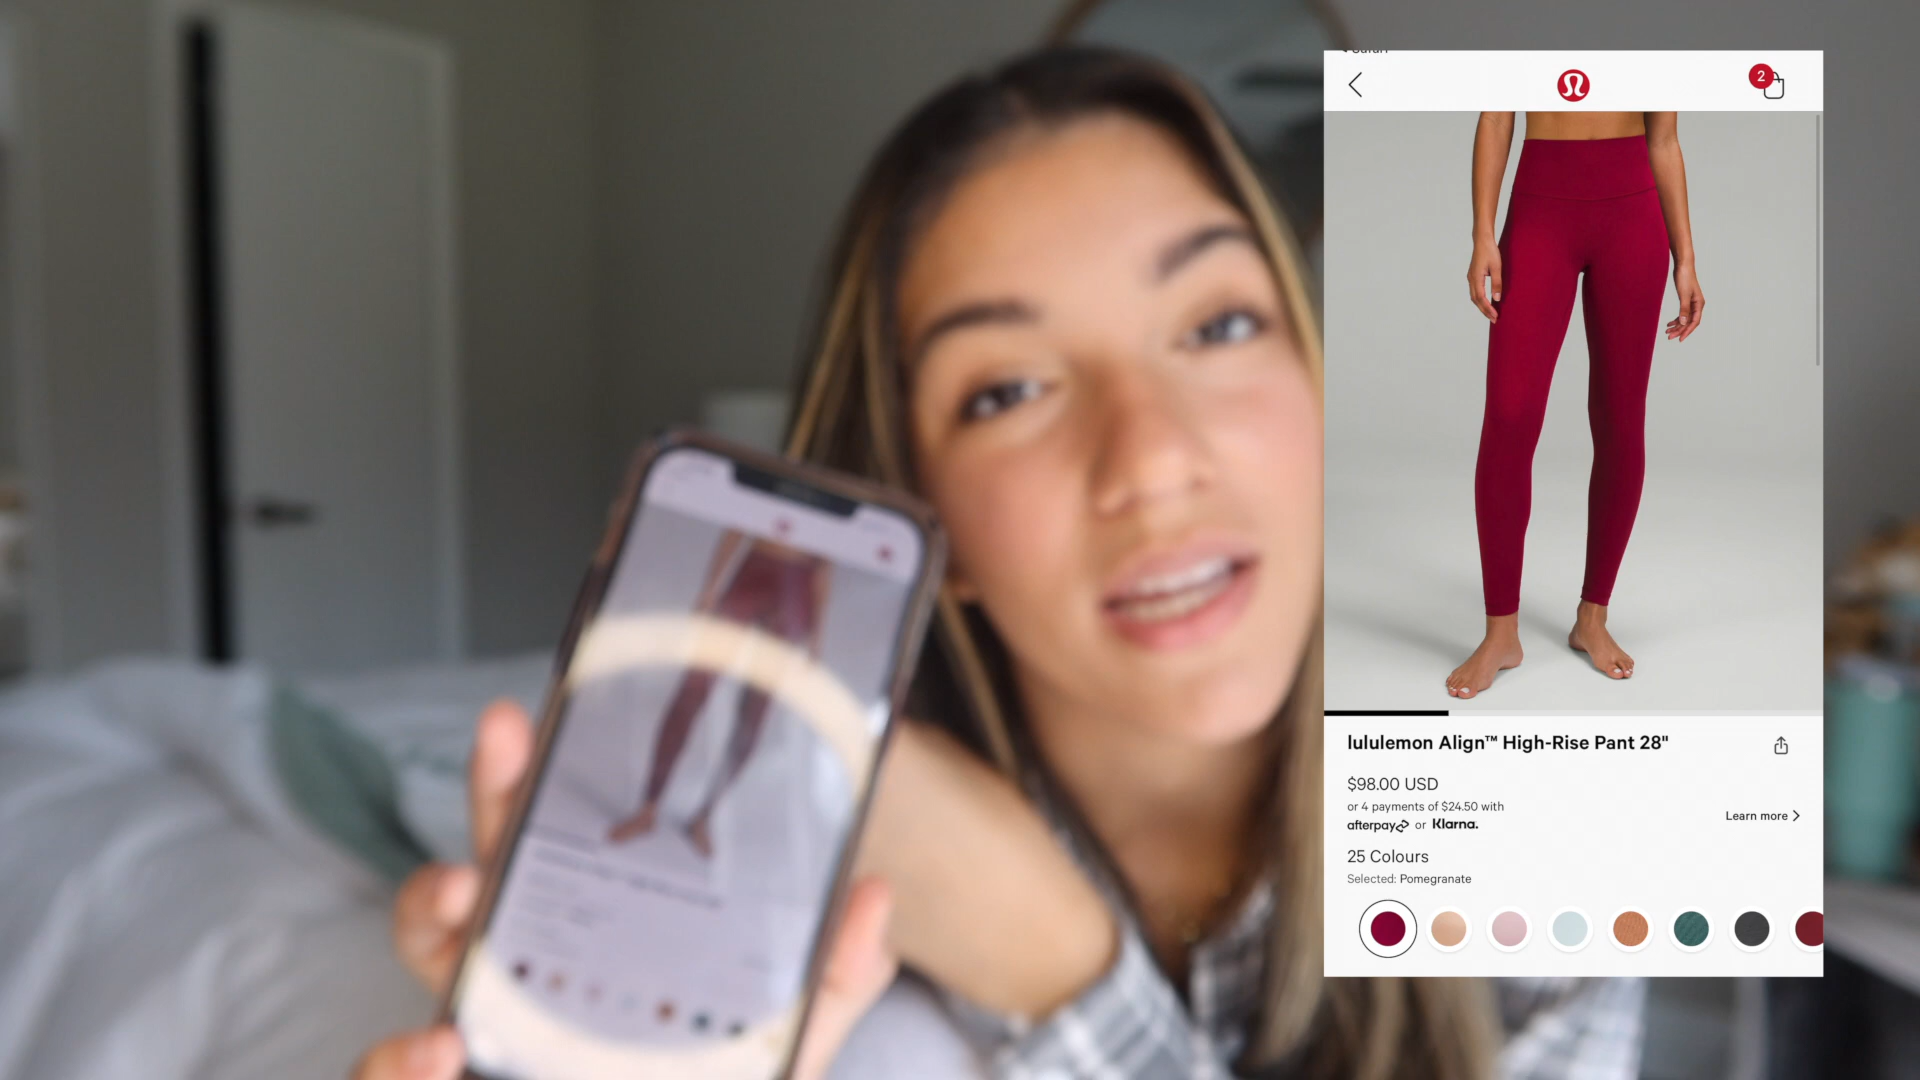 2
lululemon Align™ High-Rise Pant 28"
$98.00 USD
or 4 payments of $24.50 with
afterpay or Klarna.
Learn more
25 Colours
Selected: Pomegranate